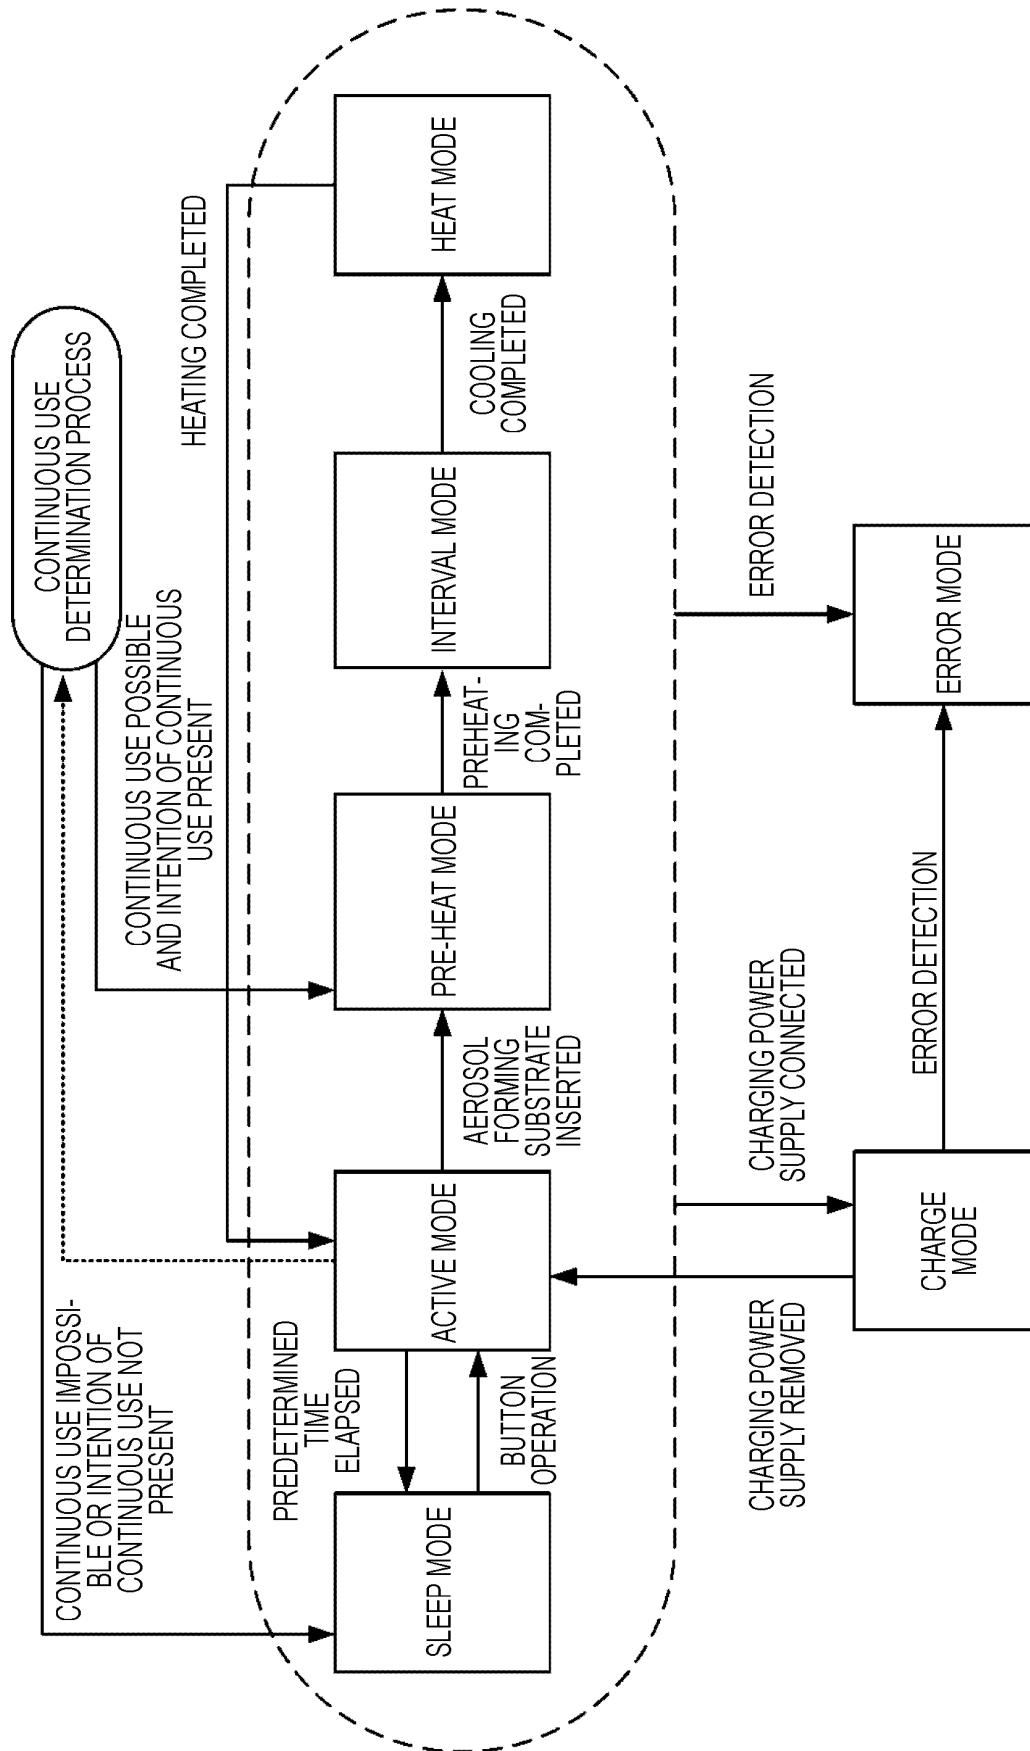 CONTINUOUS USE
DETERMINATION PROCESS
CONTINUOUS USE IMPOSSI-
BLE OR INTENTION OF
CONTINUOUS USE NOT
PRESENT
CONTINUOUS USE POSSIBLE
AND INTENTION OF CONTINUOUS
USE PRESENT
HEATING COMPLETED
PREDETERMINED
TIME
ELAPSED
SLEEP MODE
ACTIVE MODE
PRE-HEAT MODE
INTERVAL MODE
HEAT MODE
BUTTON
OPERATION
AEROSOL
FORMING
SUBSTRATE
INSERTED
PREHEAT-
ING
COM-
PLETED
COOLING
COMPLETED
CHARGING POWER
SUPPLY REMOVED
CHARGING POWER
SUPPLY CONNECTED
ERROR DETECTION
CHARGE
MODE
ERROR DETECTION
ERROR MODE